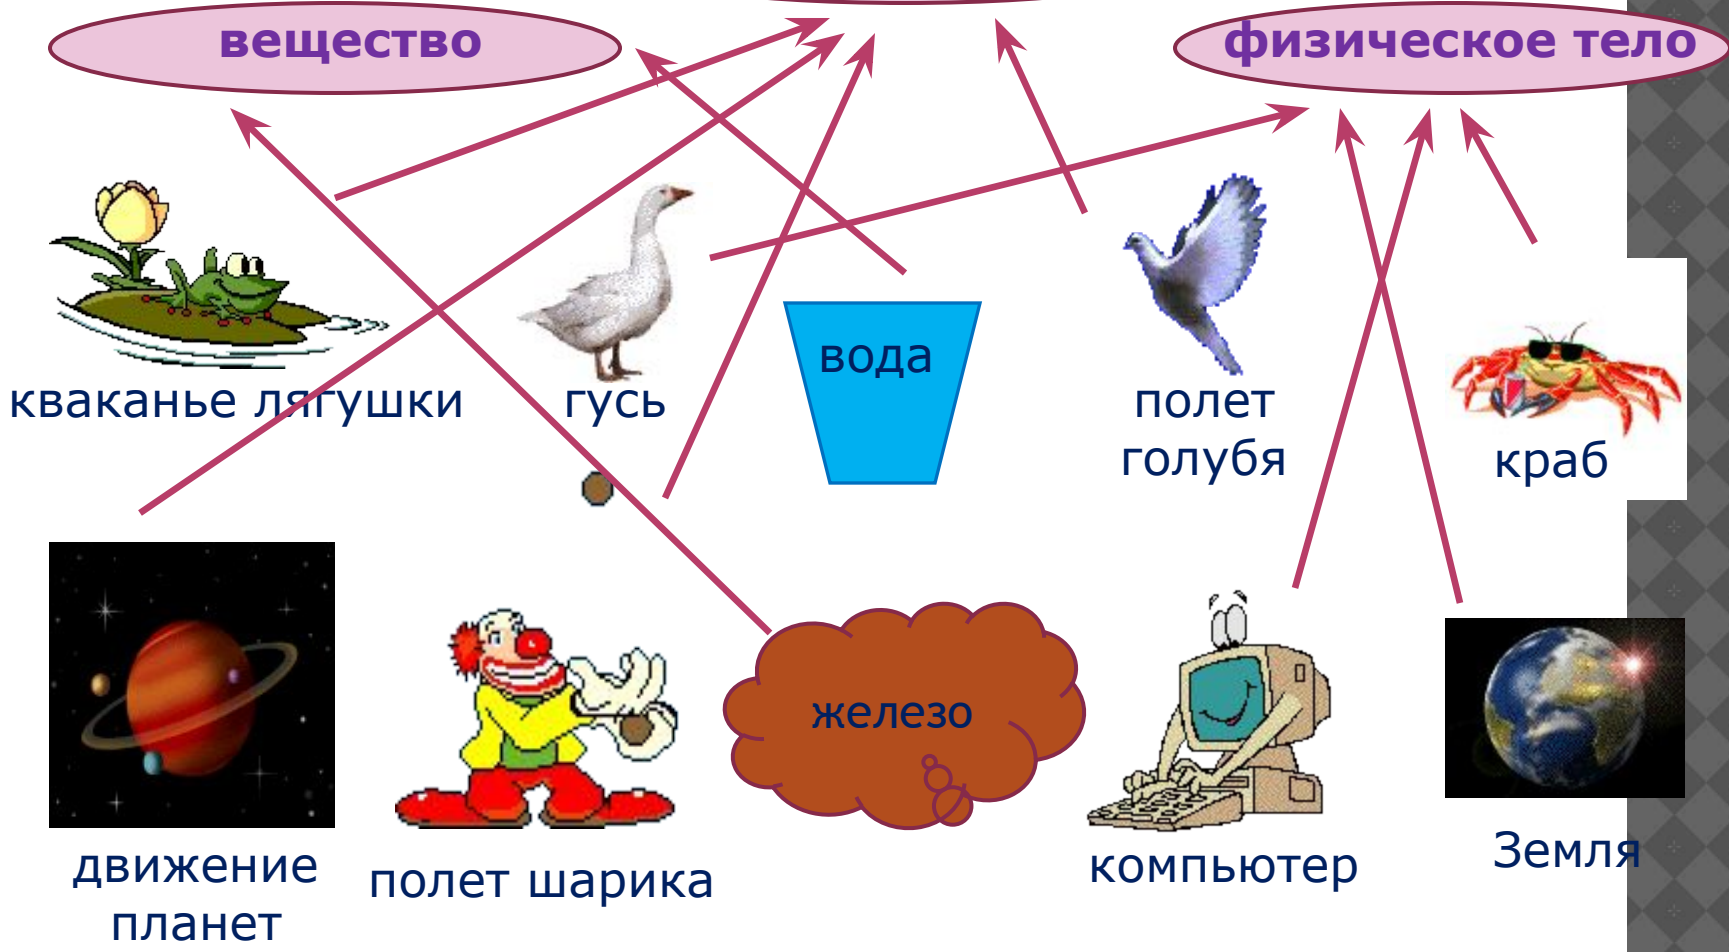 вещество
физическое тело
кваканье лягушки
гусь
вода
полет
голубя
краб
движение
планет
полет шарика
железо
компьютер
Земля